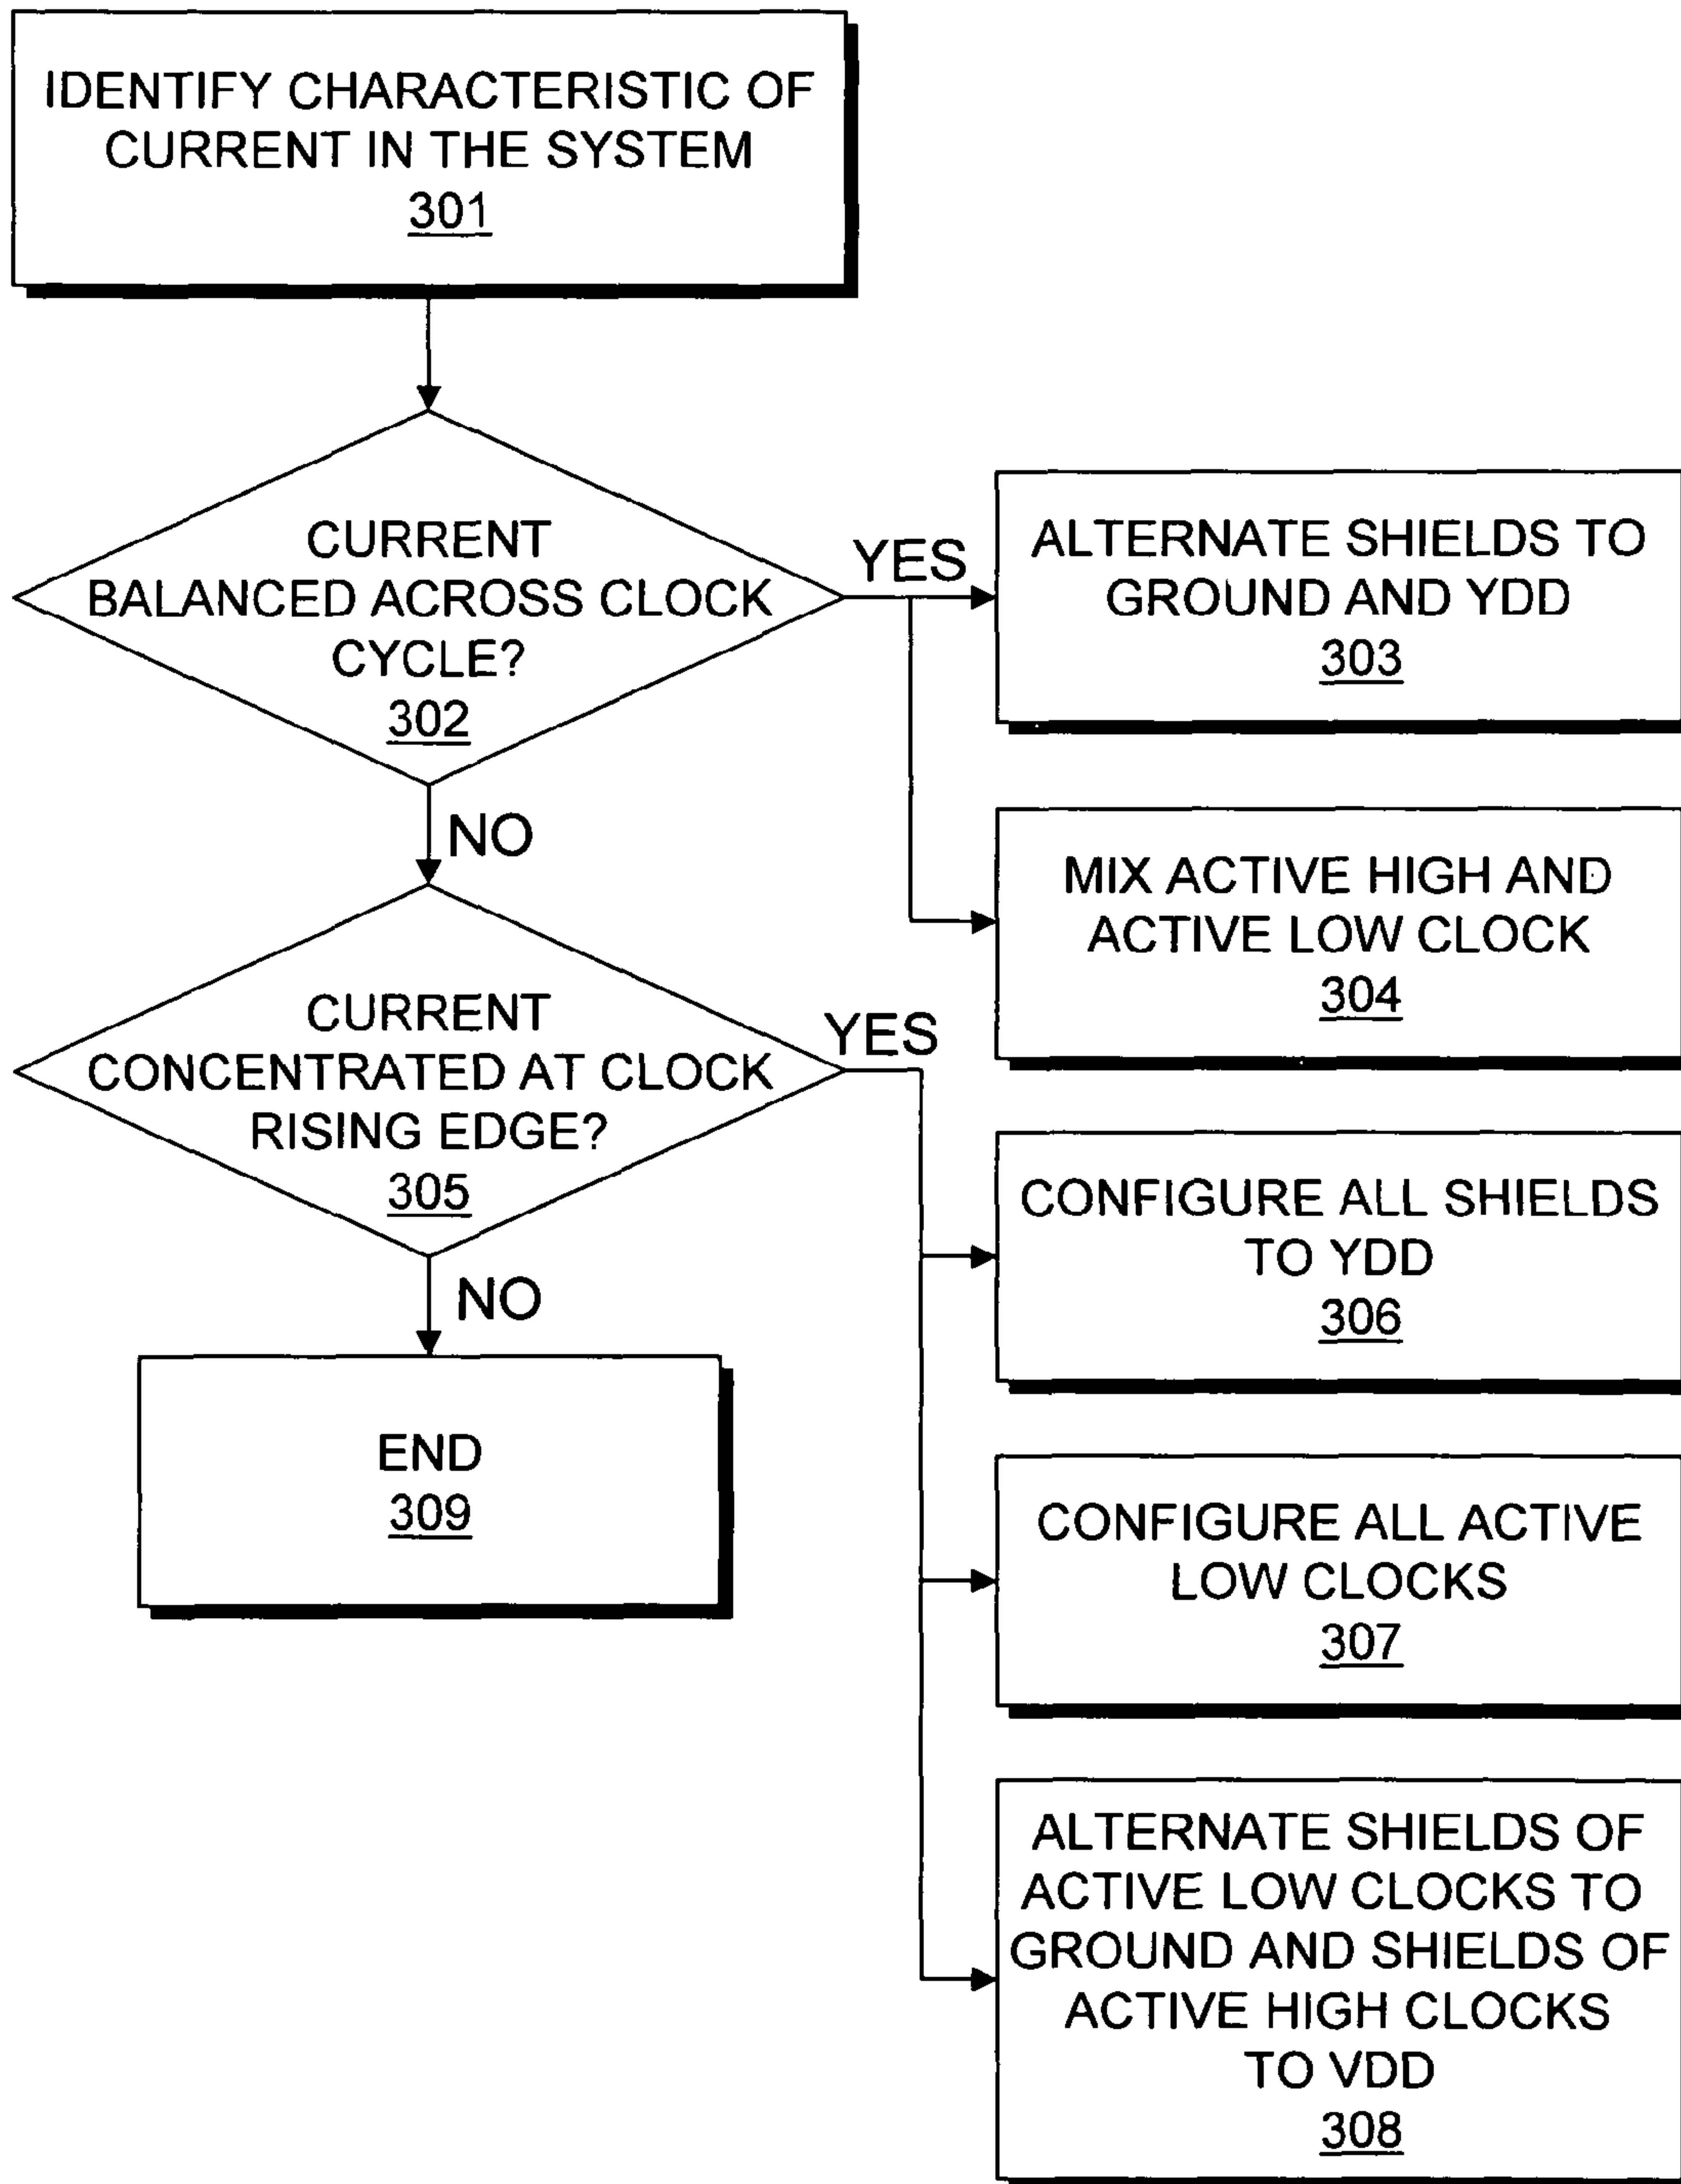 IDENTIFY CHARACTERISTIC OF
CURRENT IN THE SYSTEM
301
CURRENT
BALANCED ACROSS CLOCK
CYCLE?
302
YES
ALTERNATE SHIELDS TO
GROUND AND YDD
303
NO
MIX ACTIVE HIGH AND
ACTIVE LOW CLOCK
304
CURRENT
CONCENTRATED AT CLOCK
RISING EDGE?
305
YES
CONFIGURE ALL SHIELDS
TO YDD
306
NO
END
309
CONFIGURE ALL ACTIVE
LOW CLOCKS
307
ALTERNATE SHIELDS OF
ACTIVE LOW CLOCKS TO
GROUND AND SHIELDS OF
ACTIVE HIGH CLOCKS
TO VDD
308